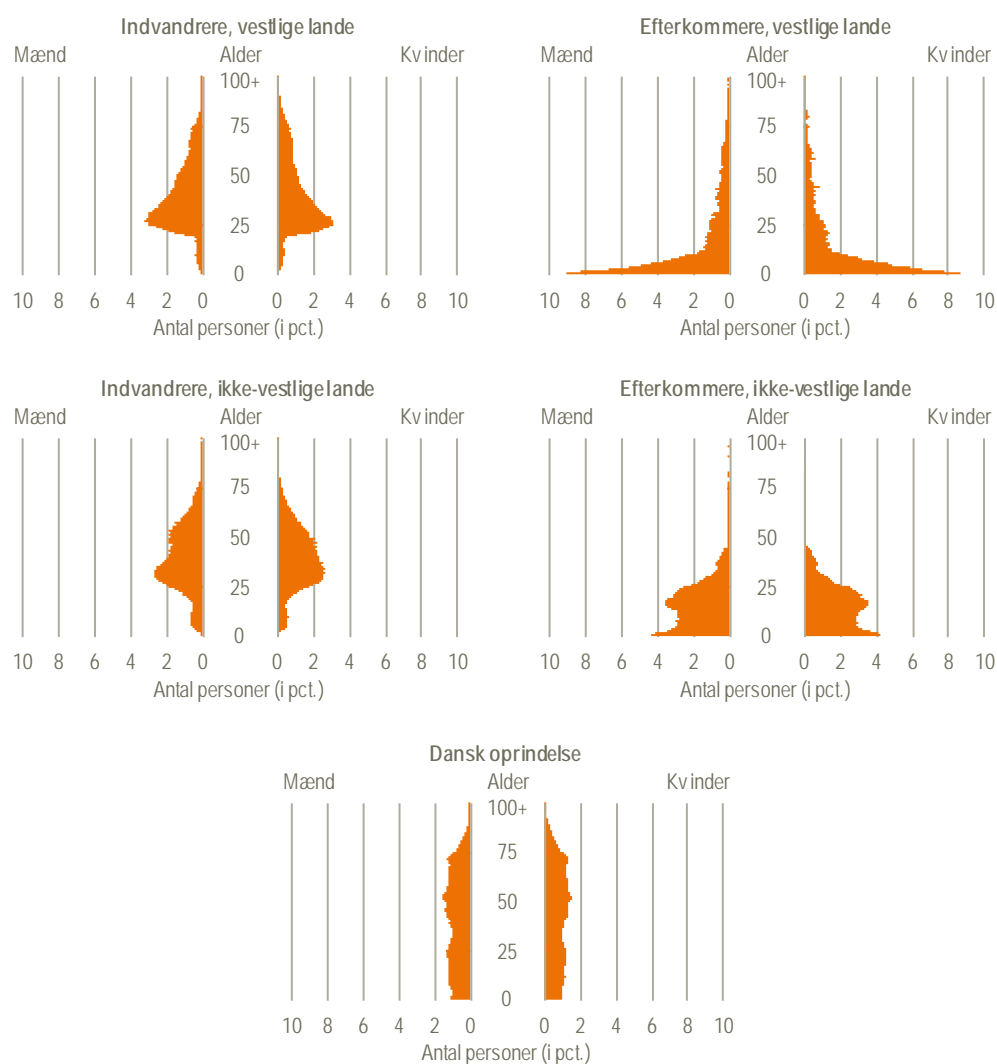 Indvandrere, vestlige lande
Mænd Alder Kvinder
100+
75
50
25
0
10 8 6 4 2 0 0 2 4 6 8 10
Antal personer (i pct.)
Efterkommere, vestlige lande
Mænd Alder Kvinder
100+
75
50
25
0
10 8 6 4 2 0 0 2 4 6 8 10
Antal personer (i pct.)
Indvandrere, ikke-vestlige lande
Mænd Alder Kvinder
100+
75
50
25
0
10 8 6 4 2 0 0 2 4 6 8 10
Antal personer (i pct.)
Efterkommere, ikke-vestlige lande
Mænd Alder Kvinder
100+
75
50
25
0
10 8 6 4 2 0 0 2 4 6 8 10
Antal personer (i pct.)
Dansk oprindelse
Mænd Alder Kvinder
100+
75
50
25
0
10 8 6 4 2 0 0 2 4 6 8 10
Antal personer (i pct.)